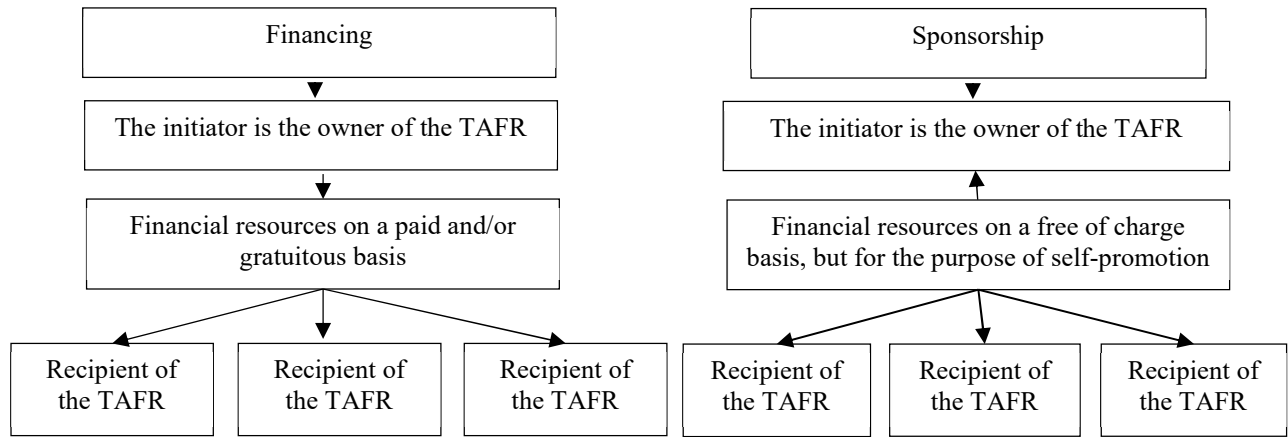 Financing
The initiator is the owner of the TAFR
Financial resources on a paid and/or
gratuitous basis
Recipient of
the TAFR
Recipient of
the TAFR
Recipient of
the TAFR
Sponsorship
The initiator is the owner of the TAFR
Financial resources on a free of charge
basis, but for the purpose of self-promotion
Recipient of
the TAFR
Recipient of
the TAFR
Recipient of
the TAFR